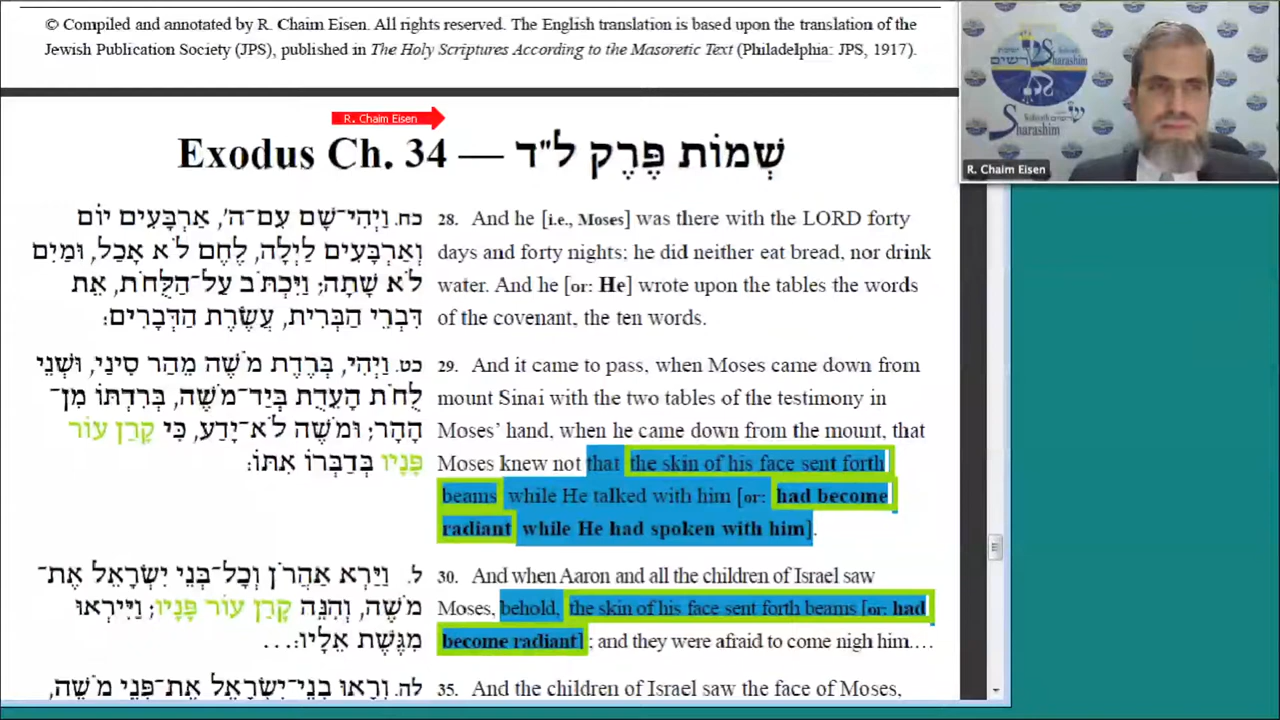 © Compiled and annotated by R. Chaim Eisen. All rights reserved. The English translation is based upon the translation of the
Jewish Publication Society (JPS), published in The Holy Scriptures According to the Masoretic Text (Philadelphia: JPS, 1917).
R. Chaim Eisen
Exodus Ch. 34 — שְׁמוֹת פֶּרֶק ל"ד
כח. וַיְהִי־שָׁם עִם־ה', אַרְבָּעִים יוֹם
וְאַרְבָּעִים לַיְלָה, לֶחֶם לֹא אָכַל, וּמַיִם
לֹא שָׁתָה; וַיִּכְתֹּב עַל־הַלֻּחֹת, אֵת
דִּבְרֵי הַבְּרִית, עֲשֶׂרֶת הַדְּבָרִים:
28. And he [i.e., Moses] was there with the LORD forty
days and forty nights; he did neither eat bread, nor drink
water. And he [or: He] wrote upon the tables the words
of the covenant, the ten words.
כט. וַיְהִי, בְּרֶדֶת מֹשֶׁה מֵהַר סִינַי, וּשְׁנֵי
לֻחֹת הָעֵדֻת בְּיַד־מֹשֶׁה, בְּרִדְתּוֹ מִן־
הָהָר; וּמֹשֶׁה לֹא־יָדַע, כִּי קָרַן עוֹר
פָּנָיו בְּדַבְּרוֹ אִתּוֹ:
29. And it came to pass, when Moses came down from
mount Sinai with the two tables of the testimony in
Moses' hand, when he came down from the mount, that
Moses knew not that the skin of his face sent forth
beams while He talked with him [or: had become
radiant while He had spoken with him].
ל. וַיַּרְא אַהֲרֹן וְכָל־בְּנֵי יִשְׂרָאֵל אֶת־
מֹשֶׁה, וְהִנֵּה קָרַן עוֹר פָּנָיו; וַיִּירְאוּ
מִגֶּשֶׁת אֵלָיו:...
30. And when Aaron and all the children of Israel saw
Moses, behold, the skin of his face sent forth beams [or: had
become radiant]; and they were afraid to come nigh him....
לה. וְרָאוּ בְנֵי־יִשְׂרָאֵל אֶת־פְּנֵי מֹשֶׁה,
35. And the children of Israel saw the face of Moses,
Sharashim
Sharashim
R. Chaim Eisen